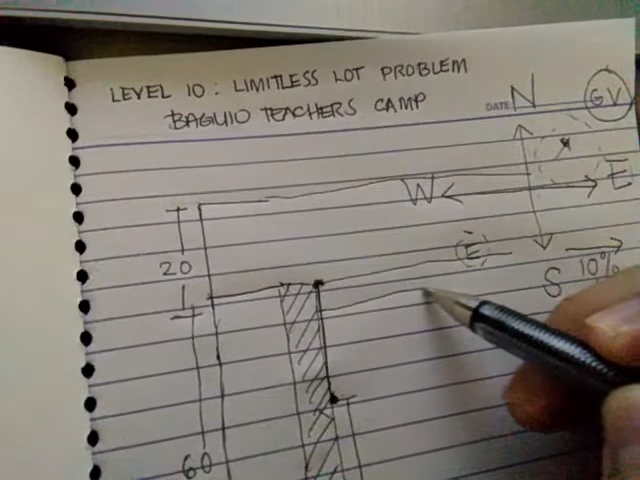 LEVEL 10 : LIMITLESS LOT PROBLEM
BAGUIO TEACHERS CAMP
DATE N GV
W E
E
20
S 10%
60